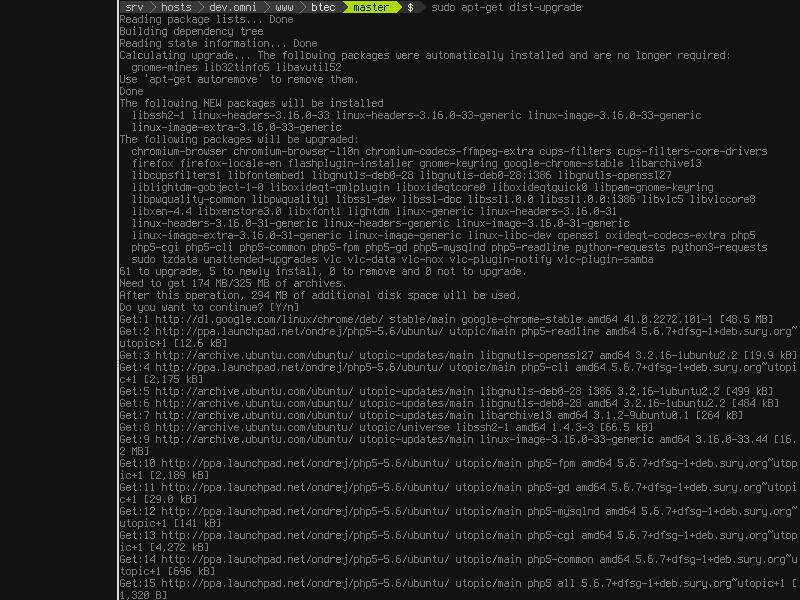 srv hosts dev.omni www btec master $ sudo apt-get dist-upgrade
Reading package lists... Done
Building dependency tree
Reading state information... Done
Calculating upgrade... The following packages were automatically installed and are no longer required:
gnome-mines lib32tinfo5 libavutil52
Use 'apt-get autoremove' to remove them.
Done
The following NEW packages will be installed
libssh2-1 linux-headers-3.16.0-33 linux-headers-3.16.0-33-generic linux-image-3.16.0-33-generic
linux-image-extra-3.16.0-33-generic
The following packages will be upgraded:
chromium-browser chromium-browser-l10n chromium-codecs-ffmpeg-extra cups-filters cups-filters-core-drivers
firefox firefox-locale-en flashplugin-installer gnome-keyring google-chrome-stable libarchive13
libcupsfilters1 libfontembed1 libgnutls-deb0-28 libgnutls-deb0-28:i386 libgnutls-openssl27
liblightdm-gobject-1-0 liboxideqt-qmlplugin liboxideqtcore0 liboxideqtquick0 libpam-gnome-keyring
libpwquality-common libpwquality1 libssl-dev libssl-doc libssl1.0.0 libssl1.0.0:i386 libvlc5 libvlccore8
libxen-4.4 libxenstore3.0 libxfont1 lightdm linux-generic linux-headers-3.16.0-31
linux-headers-3.16.0-31-generic linux-headers-generic linux-image-3.16.0-31-generic
linux-image-extra-3.16.0-31-generic linux-image-generic linux-libc-dev openssl oxideqt-codecs-extra php5
php5-cgi php5-cli php5-common php5-fpm php5-gd php5-mysqlnd php5-readline python-requests python3-requests
sudo tzdata unattended-upgrades vlc vlc-data vlc-nox vlc-plugin-notify vlc-plugin-samba
61 to upgrade, 5 to newly install, 0 to remove and 0 not to upgrade.
Need to get 174 MB/325 MB of archives.
After this operation, 294 MB of additional disk space will be used.
Do you want to continue? [Y/n]
Get:1 http://dl.google.com/linux/chrome/deb/ stable/main google-chrome-stable amd64 41.0.2272.101-1 [48.5 MB]
Get:2 http://ppa.launchpad.net/ondrej/php5-5.6/ubuntu/ utopic/main php5-readline amd64 5.6.7+dfsg-1+deb.sury.org~
utopic+1 [12.6 kB]
Get:3 http://archive.ubuntu.com/ubuntu/ utopic-updates/main libgnutls-openssl27 amd64 3.2.16-1ubuntu2.2 [19.9 kB]
Get:4 http://ppa.launchpad.net/ondrej/php5-5.6/ubuntu/ utopic/main php5-cli amd64 5.6.7+dfsg-1+deb.sury.org~utopi
c+1 [2,175 kB]
Get:5 http://archive.ubuntu.com/ubuntu/ utopic-updates/main libgnutls-deb0-28 i386 3.2.16-1ubuntu2.2 [499 kB]
Get:6 http://archive.ubuntu.com/ubuntu/ utopic-updates/main libgnutls-deb0-28 amd64 3.2.16-1ubuntu2.2 [484 kB]
Get:7 http://archive.ubuntu.com/ubuntu/ utopic-updates/main libarchive13 amd64 3.1.2-9ubuntu0.1 [264 kB]
Get:8 http://archive.ubuntu.com/ubuntu/ utopic/universe libssh2-1 amd64 1.4.3-3 [66.5 kB]
Get:9 http://archive.ubuntu.com/ubuntu/ utopic-updates/main linux-image-3.16.0-33-generic amd64 3.16.0-33.44 [16.
2 MB]
Get:10 http://ppa.launchpad.net/ondrej/php5-5.6/ubuntu/ utopic/main php5-fpm amd64 5.6.7+dfsg-1+deb.sury.org~utop
ic+1 [2,189 kB]
Get:11 http://ppa.launchpad.net/ondrej/php5-5.6/ubuntu/ utopic/main php5-gd amd64 5.6.7+dfsg-1+deb.sury.org~utopi
c+1 [29.0 kB]
Get:12 http://ppa.launchpad.net/ondrej/php5-5.6/ubuntu/ utopic/main php5-mysqlnd amd64 5.6.7+dfsg-1+deb.sury.org~
utopic+1 [141 kB]
Get:13 http://ppa.launchpad.net/ondrej/php5-5.6/ubuntu/ utopic/main php5-cgi amd64 5.6.7+dfsg-1+deb.sury.org~utop
ic+1 [4,272 kB]
Get:14 http://ppa.launchpad.net/ondrej/php5-5.6/ubuntu/ utopic/main php5-common amd64 5.6.7+dfsg-1+deb.sury.org~u
topic+1 [696 kB]
Get:15 http://ppa.launchpad.net/ondrej/php5-5.6/ubuntu/ utopic/main php5 all 5.6.7+dfsg-1+deb.sury.org~utopic+1 [
1,320 B]